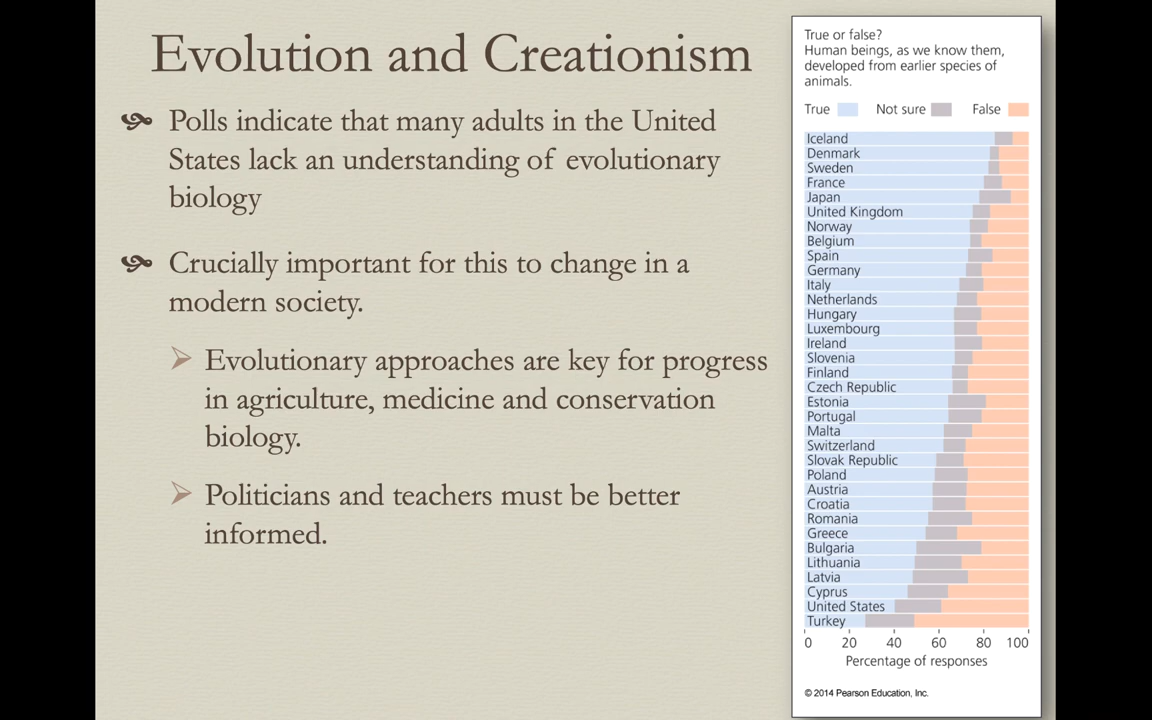 Evolution and Creationism
Polls indicate that many adults in the United
States lack an understanding of evolutionary
biology
Crucially important for this to change in a
modern society.
Evolutionary approaches are key for progress
in agriculture, medicine and conservation
biology.
Politicians and teachers must be better
informed.
True or false?
Human beings, as we know them,
developed from earlier species of
animals.
True Not sure False
Iceland
Denmark
Sweden
France
Japan
United Kingdom
Norway
Belgium
Spain
Germany
Italy
Netherlands
Hungary
Luxembourg
Ireland
Slovenia
Finland
Czech Republic
Estonia
Portugal
Malta
Switzerland
Slovak Republic
Poland
Austria
Croatia
Romania
Greece
Bulgaria
Lithuania
Latvia
Cyprus
United States
Turkey
0 20 40 60 80 100
Percentage of responses
© 2014 Pearson Education, Inc.